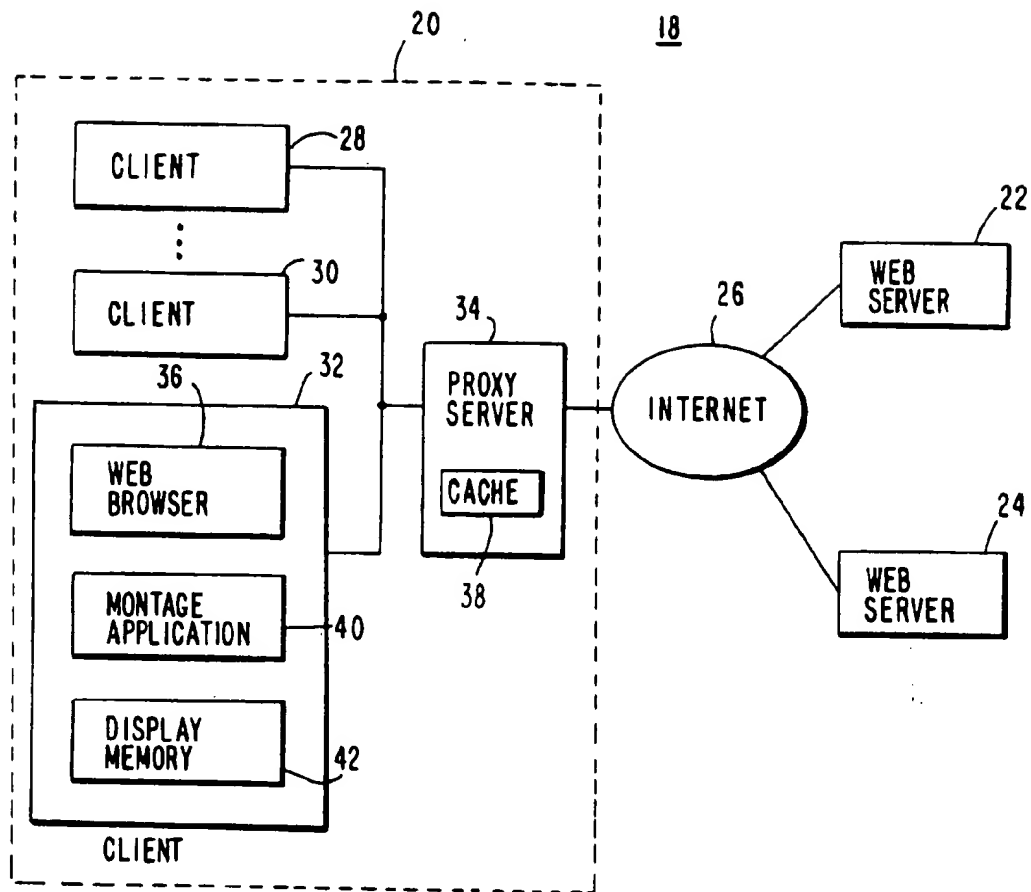 20
18
CLIENT
28
22
WEB
SERVER
30
CLIENT
26
34
36
32
PROXY
SERVER
INTERNET
WEB
BROWSER
CACHE
24
38
WEB
SERVER
MONTAGE
APPLICATION
40
DISPLAY
MEMORY
42
CLIENT